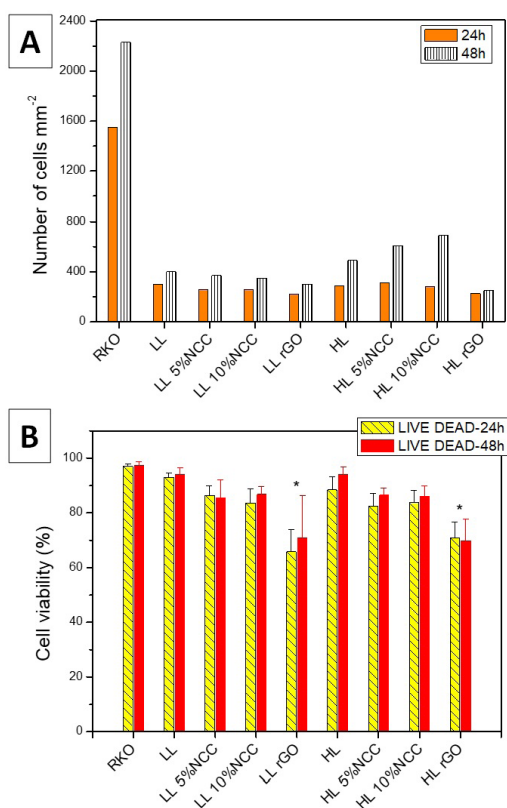 A
2400
2000
1600
1200
800
400
0
Number of cells mm⁻²
24h
48h
RKO
LL
LL 5%NCC
LL 10%NCC
LL rGO
HL
HL 5%NCC
HL 10%NCC
HL rGO
B
LIVE DEAD-24h
LIVE DEAD-48h
100
80
60
40
20
0
Cell viability (%)
*
*
RKO
LL
LL 5%NCC
LL 10%NCC
LL rGO
HL
HL 5%NCC
HL 10%NCC
HL rGO